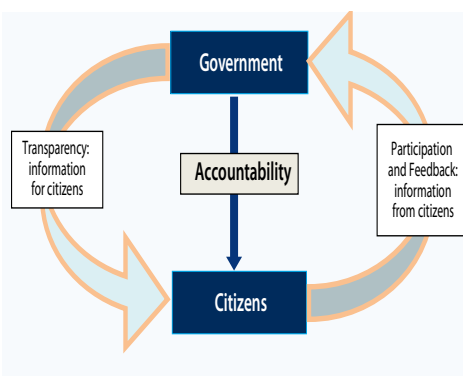 Government
Transparency:
information
for citizens
Accountability
Participation
and Feedback:
information
from citizens
Citizens